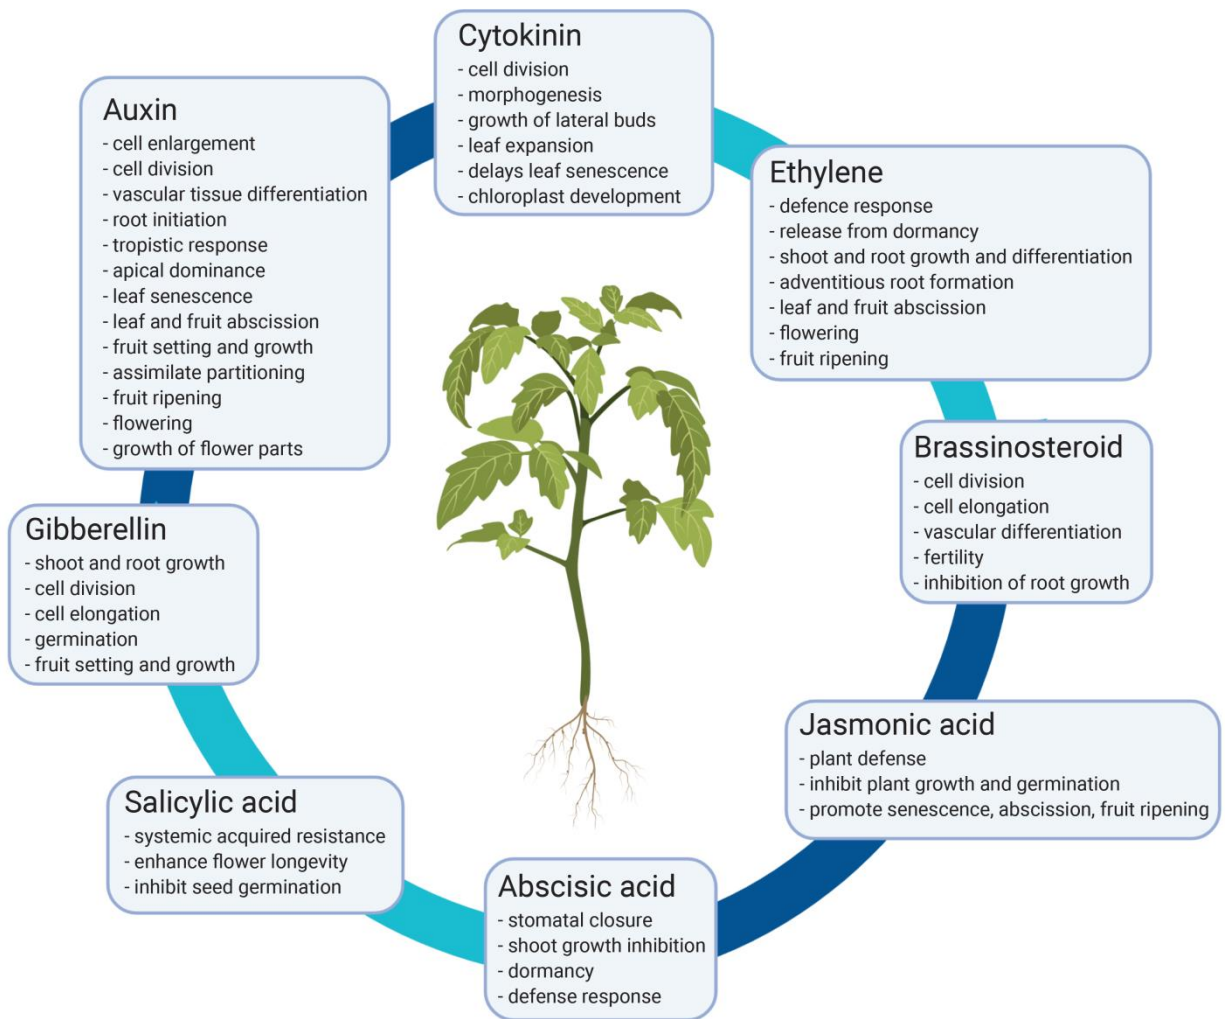 Cytokinin
- cell division
- morphogenesis
- growth of lateral buds
- leaf expansion
- delays leaf senescence
- chloroplast development
Auxin
- cell enlargement
- cell division
- vascular tissue differentiation
- root initiation
- tropistic response
- apical dominance
- leaf senescence
- leaf and fruit abscission
- fruit setting and growth
- assimilate partitioning
- fruit ripening
- flowering
- growth of flower parts
Ethylene
- defence response
- release from dormancy
- shoot and root growth and differentiation
- adventitious root formation
- leaf and fruit abscission
- flowering
- fruit ripening
Brassinosteroid
- cell division
- cell elongation
- vascular differentiation
- fertility
- inhibition of root growth
Gibberellin
- shoot and root growth
- cell division
- cell elongation
- germination
- fruit setting and growth
Jasmonic acid
- plant defense
- inhibit plant growth and germination
- promote senescence, abscission, fruit ripening
Salicylic acid
- systemic acquired resistance
- enhance flower longevity
- inhibit seed germination
Abscisic acid
- stomatal closure
- shoot growth inhibition
- dormancy
- defense response